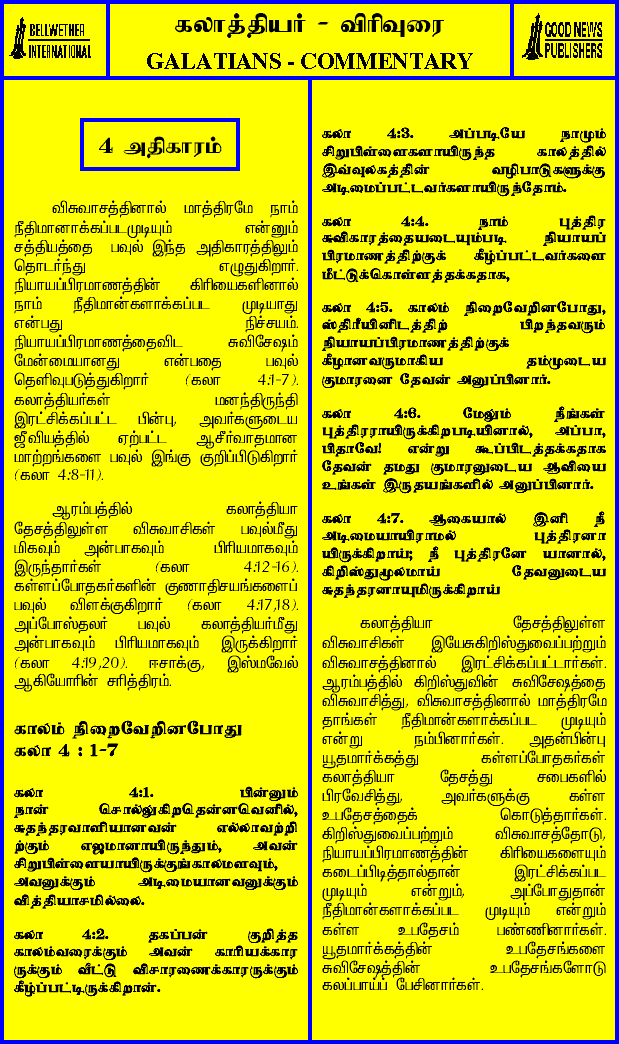 BELLWETHER
INTERNATIONAL
கலாத்தியர் - விரிவுரை
GALATIANS - COMMENTARY
GOOD NEWS
PUBLISHERS
4 அதிகாரம்
விசுவாசத்தினால் மாத்திரமே நாம்
நீதிமானாக்கப்படமுடியும் என்னும்
சத்தியத்தை பவுல் இந்த அதிகாரத்திலும்
தொடர்ந்து எழுதுகிறார்.
நியாயப்பிரமாணத்தின் கிரியைகளினால்
நாம் நீதிமான்களாக்கப்பட முடியாது
என்பது நிச்சயம்.
நியாயப்பிரமாணத்தைவிட சுவிசேஷம்
மேன்மையானது என்பதை பவுல்
தெளிவுபடுத்துகிறார் (கலா 4:1-7).
கலாத்தியர்கள் மனந்திருந்தி
இரட்சிக்கப்பட்ட பின்பு, அவர்களுடைய
ஜீவியத்தில் ஏற்பட்ட ஆசீர்வாதமான
மாற்றங்களை பவுல் இங்கு குறிப்பிடுகிறார்
(கலா 4:8-11).
ஆரம்பத்தில் கலாத்தியா
தேசத்திலுள்ள விசுவாசிகள் பவுல்மீது
மிகவும் அன்பாகவும் பிரியமாகவும்
இருந்தார்கள் (கலா 4:12-16).
கள்ளப்போதகர்களின் குணாதிசயங்களைப்
பவுல் விளக்குகிறார் (கலா 4:17,18).
அப்போஸ்தலர் பவுல் கலாத்தியர்மீது
அன்பாகவும் பிரியமாகவும் இருக்கிறார்
(கலா 4:19,20). ஈசாக்கு, இஸ்மவேல்
ஆகியோரின் சரித்திரம்.
காலம் நிறைவேறினபோது
கலா 4 : 1-7
கலா 4:1. பின்னும்
நான் சொல்லுகிறதென்னவெனில்,
சுதந்தரவாளியானவன் எல்லாவற்றி
ற்கும் எஜமானாயிருந்தும், அவன்
சிறுபிள்ளையாயிருக்குங்காலமளவும்,
அவனுக்கும் அடிமையானவனுக்கும்
வித்தியாசமில்லை.
கலா 4:2. தகப்பன் குறித்த
காலம்வரைக்கும் அவன் காரியக்கார
ருக்கும் வீட்டு விசாரணைக்காரருக்கும்
கீழ்ப்பட்டிருக்கிறான்.
கலா 4:3. அப்படியே நாமும்
சிறுபிள்ளைகளாயிருந்த காலத்தில்
இவ்வுலகத்தின் வழிபாடுகளுக்கு
அடிமைப்பட்டவர்களாயிருந்தோம்.
கலா 4:4. நாம் புத்திர
சுவிகாரத்தையடையும்படி நியாயப்
பிரமாணத்திற்குக் கீழ்ப்பட்டவர்களை
மீட்டுக்கொள்ளத்தக்கதாக,
கலா 4:5. காலம் நிறைவேறினபோது,
ஸ்திரீயினிடத்திற் பிறந்தவரும்
நியாயப்பிரமாணத்திற்குக்
கீழானவருமாகிய தம்முடைய
குமாரனை தேவன் அனுப்பினார்.
கலா 4:6. மேலும் நீங்கள்
புத்திரராயிருக்கிறபடியினால், அப்பா,
பிதாவே! என்று கூப்பிடத்தக்கதாக
தேவன் தமது குமாரனுடைய ஆவியை
உங்கள் இருதயங்களில் அனுப்பினார்.
கலா 4:7. ஆகையால் இனி நீ
அடிமையாயிராமல் புத்திரனா
யிருக்கிறாய்; நீ புத்திரனே யானால்,
கிறிஸ்துமூலமாய் தேவனுடைய
சுதந்தரனாயுமிருக்கிறாய்
கலாத்தியா தேசத்திலுள்ள
விசுவாசிகள் இயேசுகிறிஸ்துவைப்பற்றும்
விசுவாசத்தினால் இரட்சிக்கப்பட்டார்கள்.
ஆரம்பத்தில் கிறிஸ்துவின் சுவிசேஷத்தை
விசுவாசித்து, விசுவாசத்தினால் மாத்திரமே
தாங்கள் நீதிமான்களாக்கப்பட முடியும்
என்று நம்பினார்கள். அதன்பின்பு
யூதமார்க்கத்து கள்ளப்போதகர்கள்
கலாத்தியா தேசத்து சபைகளில்
பிரவேசித்து, அவர்களுக்கு கள்ள
உபதேசத்தைக் கொடுத்தார்கள்.
கிறிஸ்துவைப்பற்றும் விசுவாசத்தோடு,
நியாயப்பிரமாணத்தின் கிரியைகளையும்
கடைப்பிடித்தால்தான் இரட்சிக்கப்பட
முடியும் என்றும், அப்போதுதான்
நீதிமான்களாக்கப்பட முடியும் என்றும்
கள்ள உபதேசம் பண்ணினார்கள்.
யூதமார்க்கத்தின் உபதேசங்களை
சுவிசேஷத்தின் உபதேசங்களோடு
கலப்பாய்ப் பேசினார்கள்.